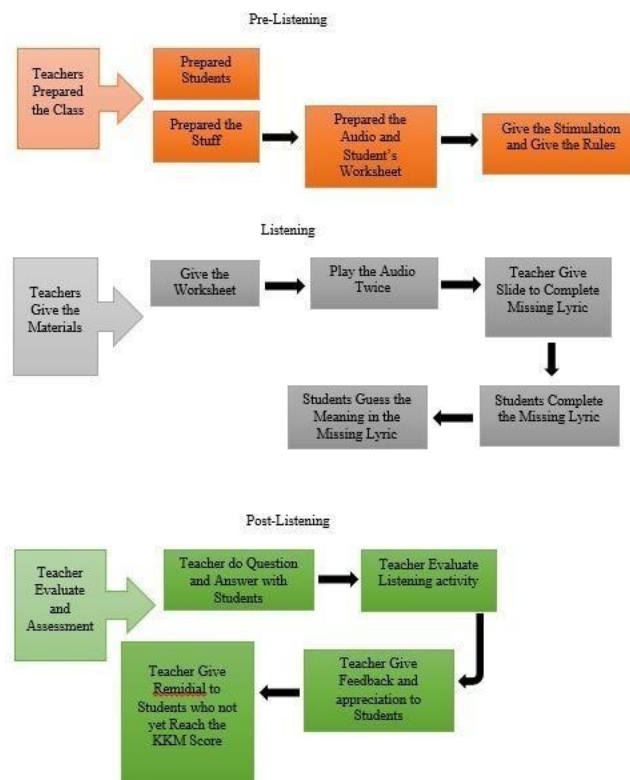 Pre-Listening
Teachers
Prepared
the Class
Prepared
Students
Prepared the
Stuff
Prepared the
Audio and
Student's
Worksheet
Give the Stimulation
and Give the Rules
Listening
Teachers
Give the
Materials
Give the
Worksheet
Play the Audio
Twice
Teacher Give
Slide to Complete
Missing Lyric
Students Complete
the Missing Lyric
Students Guess the
Meaning in the
Missing Lyric
Post-Listening
Teacher
Evaluate
and
Assessment
Teacher do Question
and Answer with
Students
Teacher Evaluate
Listening activity
Teacher Give
Feedback and
appreciation to
Students
Teacher Give
Remidial to
Students who not
yet Reach the
KKM Score